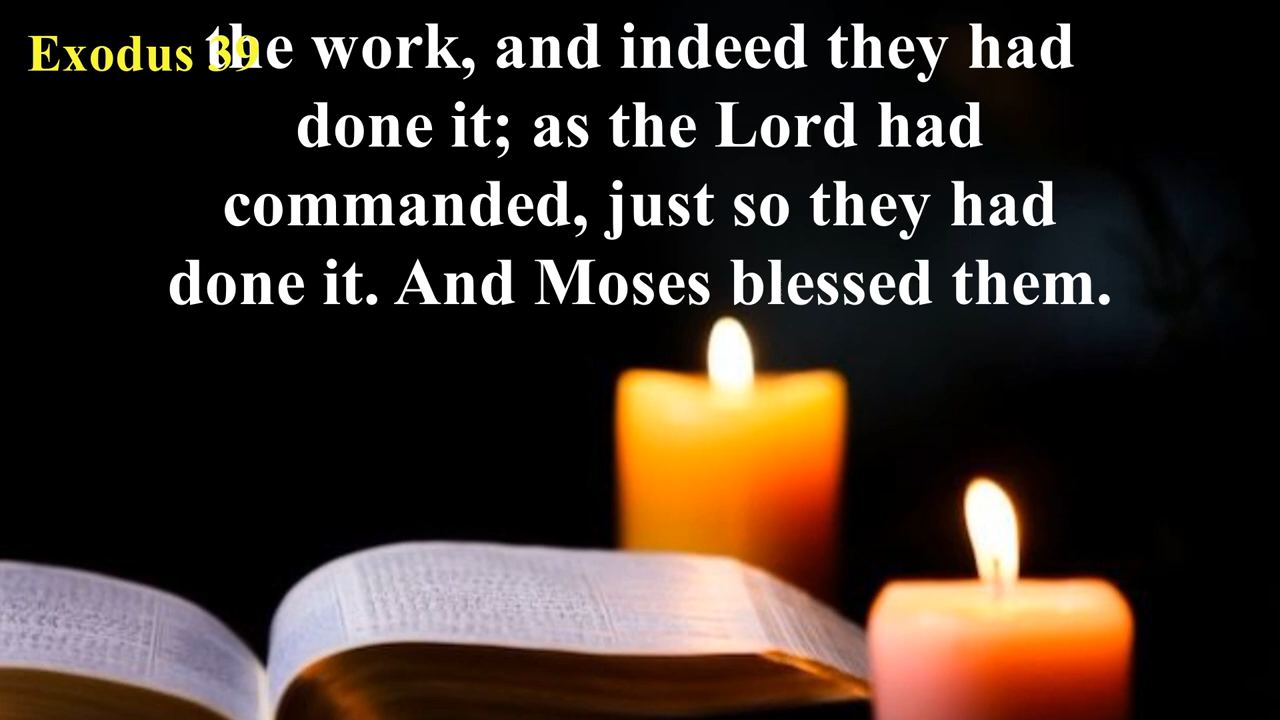 Exodus 39
the work, and indeed they had
done it; as the Lord had
commanded, just so they had
done it. And Moses blessed them.